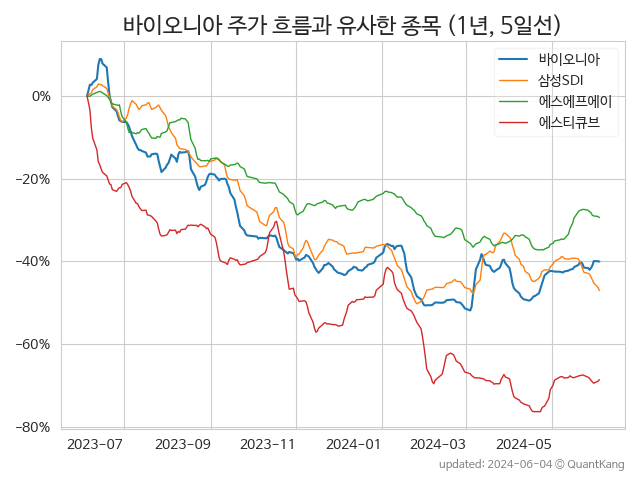 바이오니아 주가 흐름과 유사한 종목 (1년, 5일선)
바이오니아
삼성SDI
에스에프에이
에스티큐브
0%
−20%
−40%
−60%
−80%
2023-07 2023-09 2023-11 2024-01 2024-03 2024-05
updated: 2024-06-04 © QuantKang